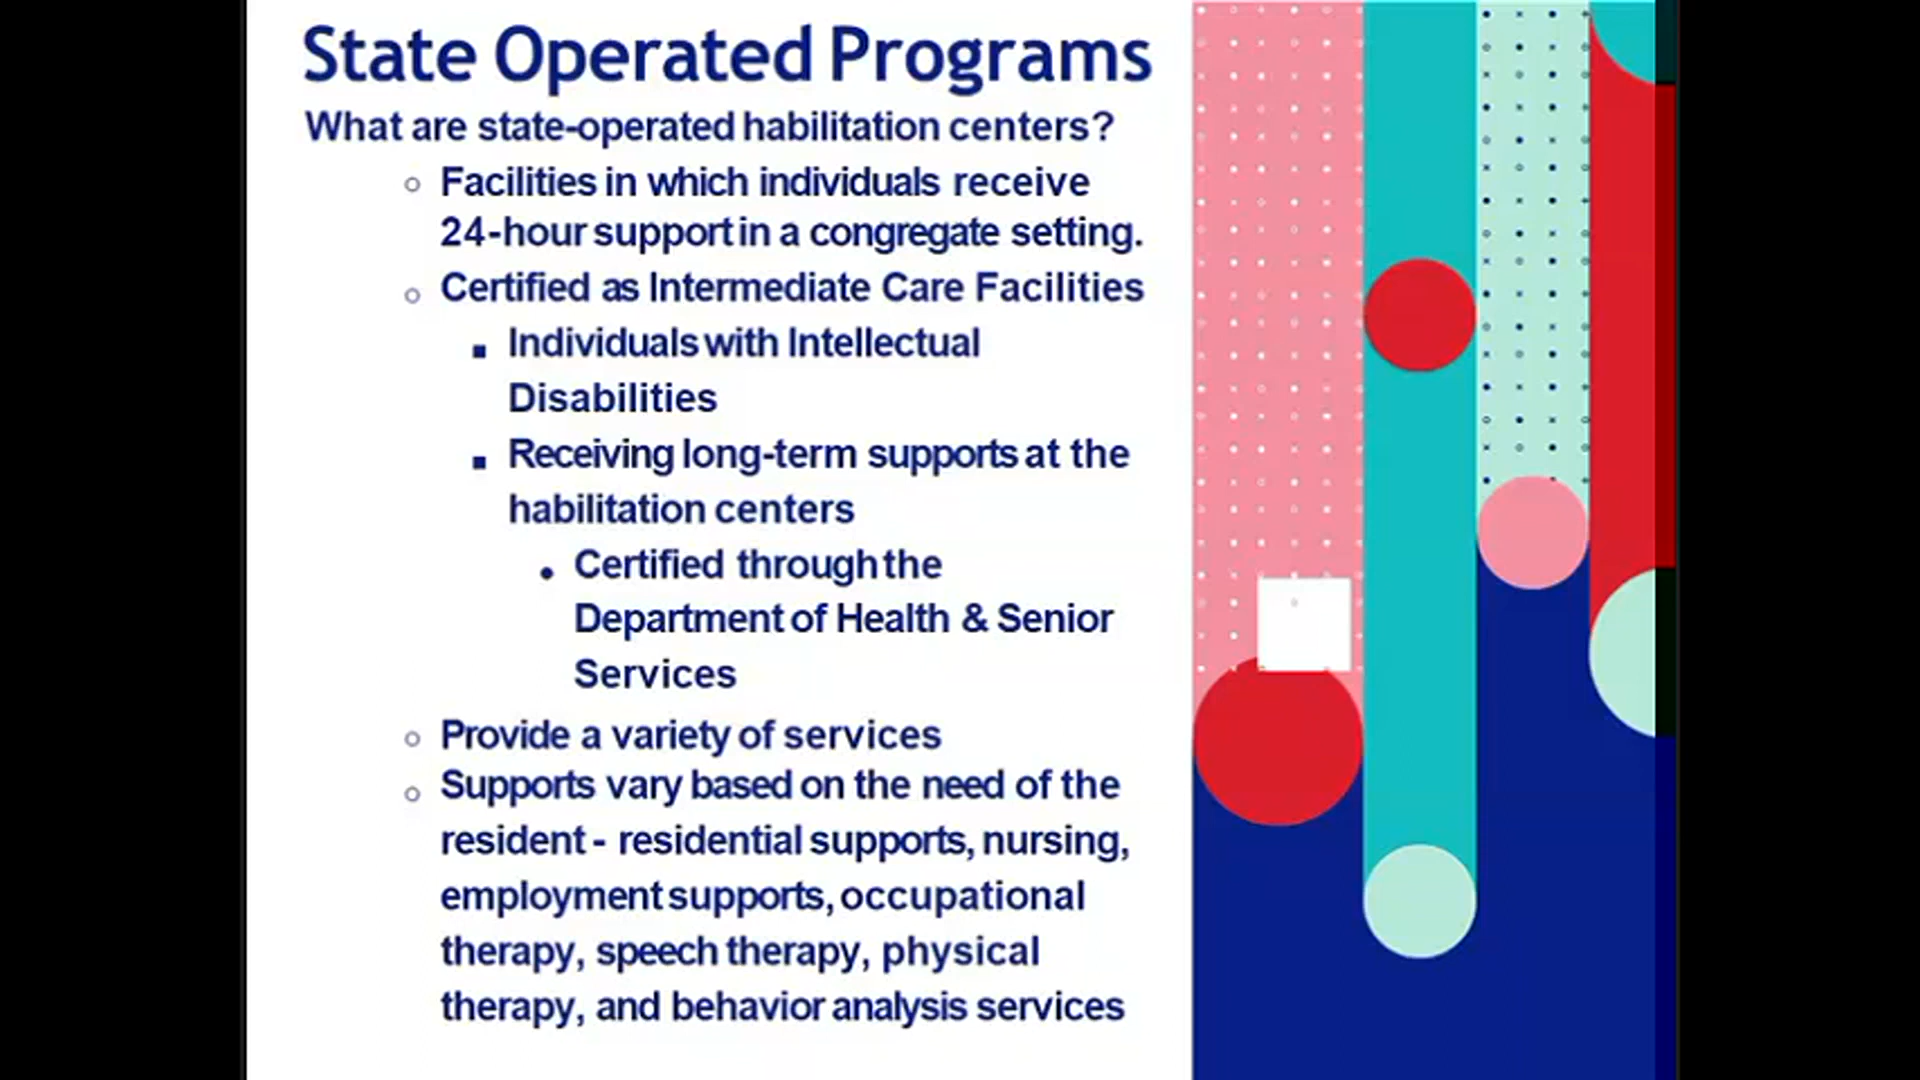 State Operated Programs
What are state-operated habilitation centers?
Facilities in which individuals receive
24-hour support in a congregate setting.
Certified as Intermediate Care Facilities
Individuals with Intellectual
Disabilities
Receiving long-term supports at the
habilitation centers
Certified through the
Department of Health & Senior
Services
Provide a variety of services
Supports vary based on the need of the
resident - residential supports, nursing,
employment supports, occupational
therapy, speech therapy, physical
therapy, and behavior analysis services